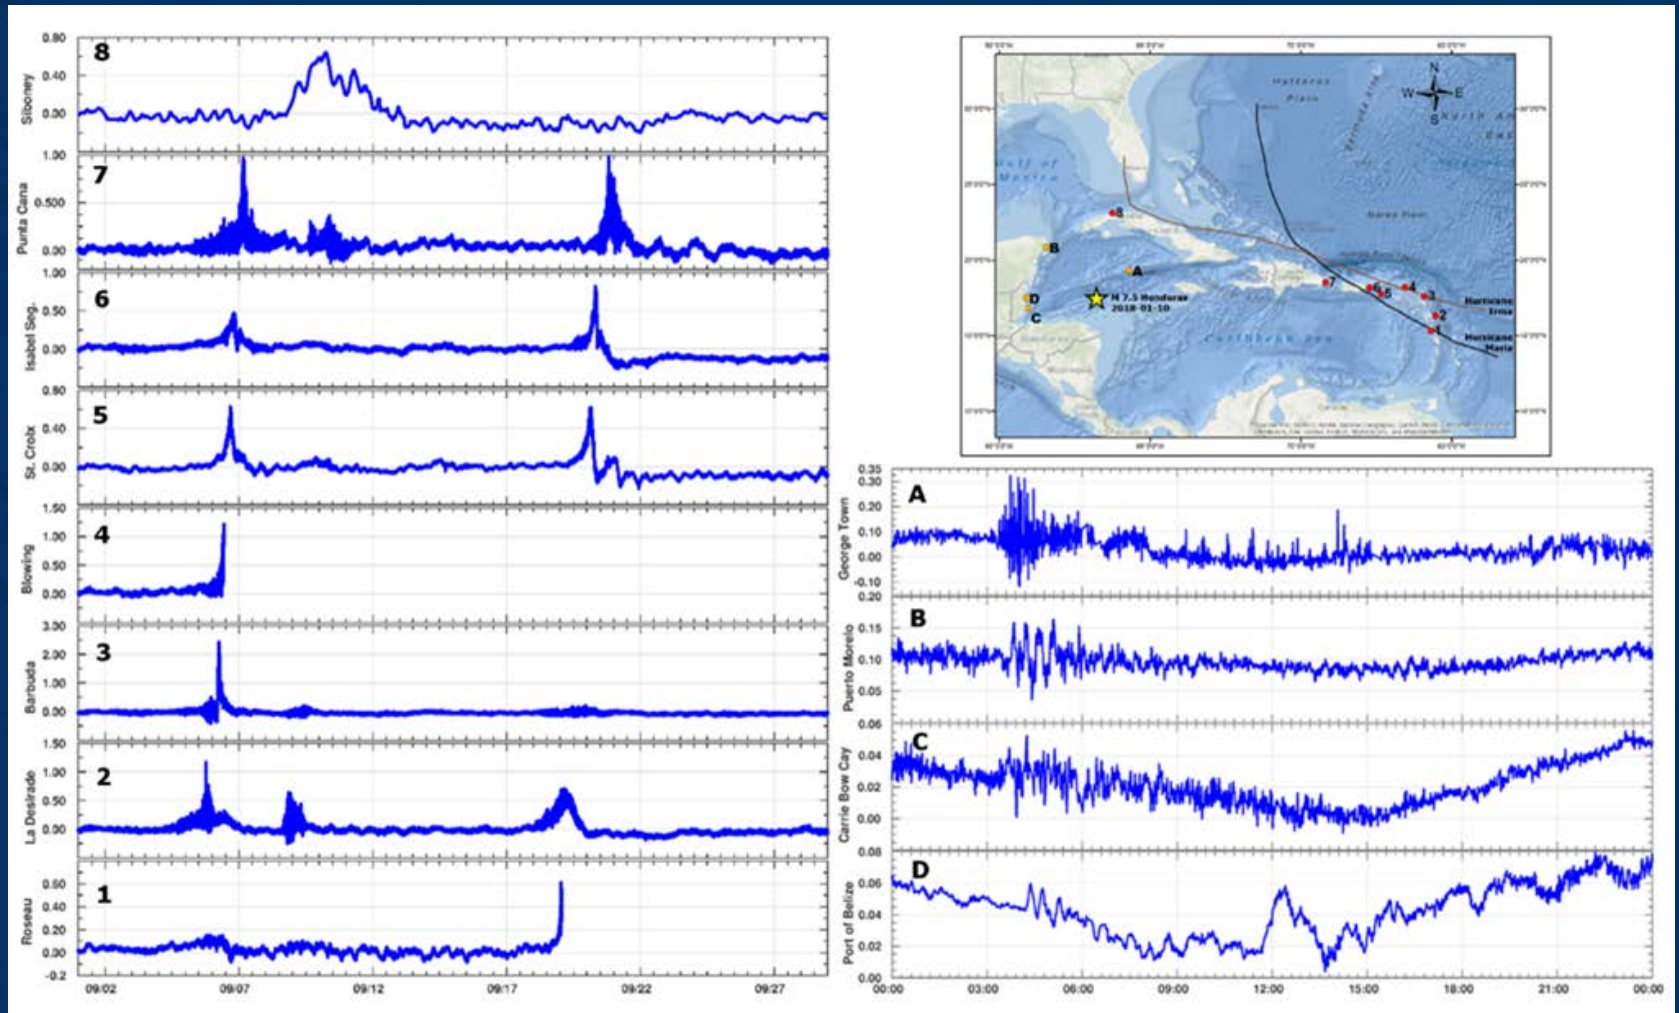 8
Siboney
0.80
0.40
0.00
7
Punta Cana
1.00
0.500
0.00
6
Isabel Seg.
1.00
0.50
0.00
5
St. Croix
0.80
0.40
0.00
4
Blowing
1.50
1.00
0.50
0.00
3
Barbuda
3.00
2.00
1.00
0.00
2
La Desirade
1.50
1.00
0.50
0.00
1
Roseau
0.60
0.40
0.20
0.00
-0.2
09/02 09/07 09/12 09/17 09/22 09/27
N
W E
S
Hatteras
Plain
Gulf of
Mexico
8
B
A
D
C
M 7.5 Honduras
2018-01-10
7
6
5
4
3
2
1
Hurricane
Irma
Hurricane
Maria
Caribbean Sea
Nicaragua
A
George Town
0.35
0.20
0.10
0.00
-0.10
B
Puerto Morelo
0.20
0.15
0.10
0.05
C
Carrie Bow Cay
0.06
0.04
0.02
0.00
D
Port of Belize
0.08
0.06
0.04
0.02
0.00
00:00 03:00 06:00 09:00 12:00 15:00 18:00 21:00 00:00